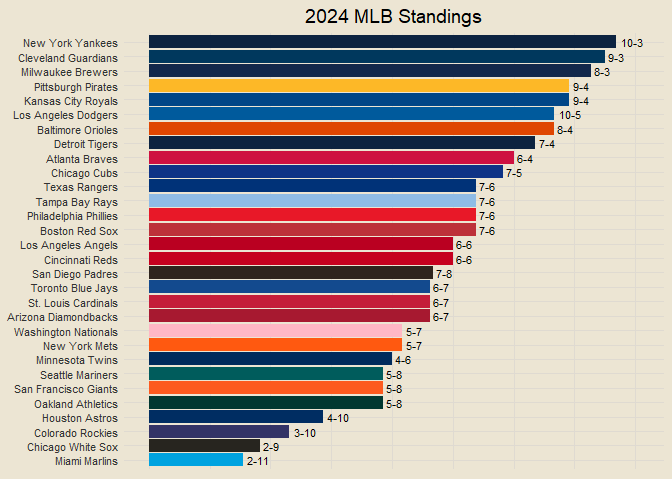 2024 MLB Standings
New York Yankees 10-3
Cleveland Guardians 9-3
Milwaukee Brewers 8-3
Pittsburgh Pirates 9-4
Kansas City Royals 9-4
Los Angeles Dodgers 10-5
Baltimore Orioles 8-4
Detroit Tigers 7-4
Atlanta Braves 6-4
Chicago Cubs 7-5
Texas Rangers 7-6
Tampa Bay Rays 7-6
Philadelphia Phillies 7-6
Boston Red Sox 7-6
Los Angeles Angels 6-6
Cincinnati Reds 6-6
San Diego Padres 7-8
Toronto Blue Jays 6-7
St. Louis Cardinals 6-7
Arizona Diamondbacks 6-7
Washington Nationals 5-7
New York Mets 5-7
Minnesota Twins 4-6
Seattle Mariners 5-8
San Francisco Giants 5-8
Oakland Athletics 5-8
Houston Astros 4-10
Colorado Rockies 3-10
Chicago White Sox 2-9
Miami Marlins 2-11